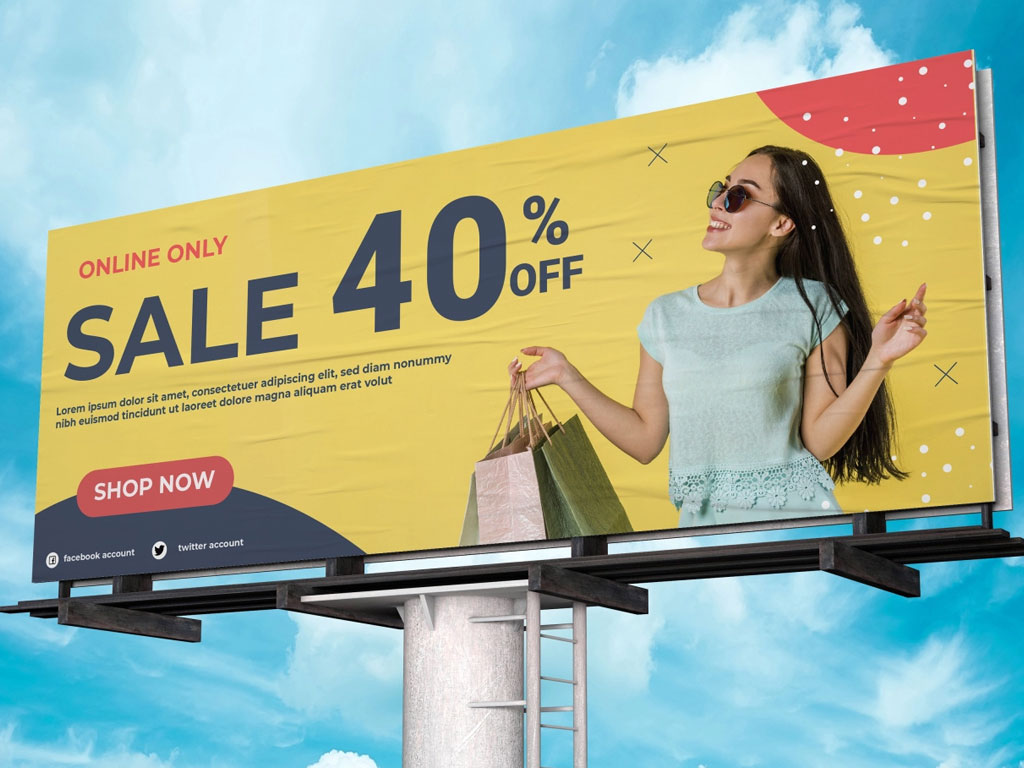 ONLINE ONLY
SALE 40% OFF
Lorem ipsum dolor sit amet, consectetuer adipiscing elit, sed diam nonummy
nibh euismod tincidunt ut laoreet dolore magna aliquam erat volut
SHOP NOW
facebook account
twitter account